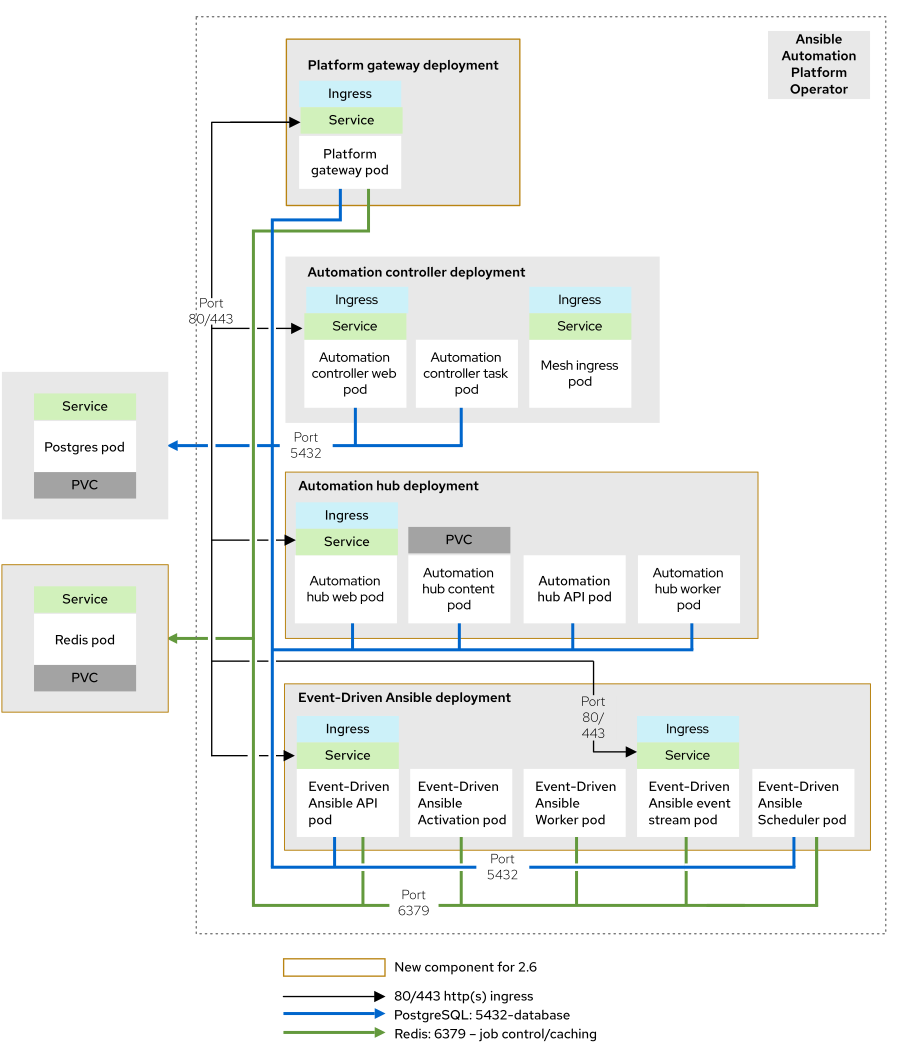 Ansible
Automation
Platform
Operator
Platform gateway deployment
Ingress
Service
Platform
gateway pod
Automation controller deployment
Ingress
Service
Automation
controller web
pod
Automation
controller task
pod
Ingress
Service
Mesh ingress
pod
Port
80/443
Service
Postgres pod
PVC
Port
5432
Automation hub deployment
Ingress
Service
Automation
hub web pod
PVC
Automation
hub content
pod
Automation
hub API pod
Automation
hub worker
pod
Service
Redis pod
PVC
Event-Driven Ansible deployment
Port
80/
443
Ingress
Service
Event-Driven
Ansible API
pod
Event-Driven
Ansible
Activation pod
Event-Driven
Ansible
Worker pod
Ingress
Service
Event-Driven
Ansible event
stream pod
Event-Driven
Ansible
Scheduler pod
Port
5432
Port
6379
New component for 2.6
80/443 http(s) ingress
PostgreSQL: 5432-database
Redis: 6379 – job control/caching